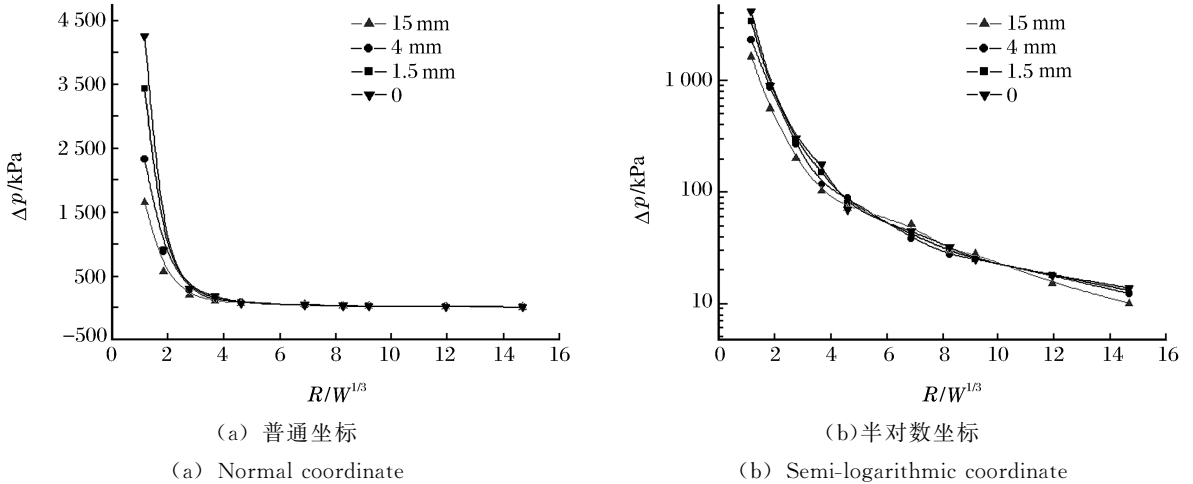 4 500
3 500
2 500
1 500
500
−500
Δp/kPa
15 mm
4 mm
1.5 mm
0
0 2 4 6 8 10 12 14 16
R/W^{1/3}
(a) 普通坐标
(a) Normal coordinate
1 000
100
10
Δp/kPa
15 mm
4 mm
1.5 mm
0
0 2 4 6 8 10 12 14 16
R/W^{1/3}
(b)半对数坐标
(b) Semi-logarithmic coordinate